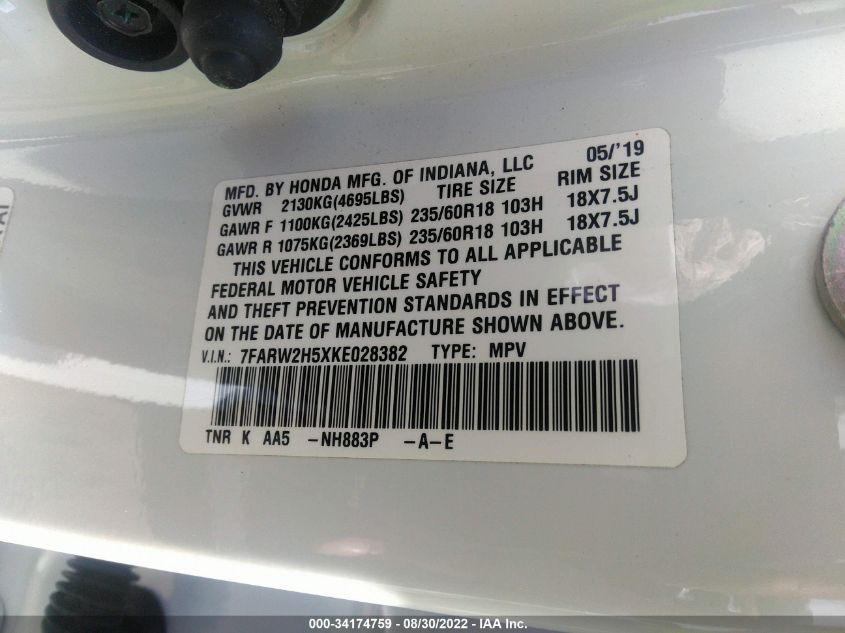 MFD. BY HONDA MFG. OF INDIANA, LLC 05/'19
GVWR 2130KG(4695LBS) TIRE SIZE RIM SIZE
GAWR F 1100KG(2425LBS) 235/60R18 103H 18X7.5J
GAWR R 1075KG(2369LBS) 235/60R18 103H 18X7.5J
THIS VEHICLE CONFORMS TO ALL APPLICABLE
FEDERAL MOTOR VEHICLE SAFETY
AND THEFT PREVENTION STANDARDS IN EFFECT
ON THE DATE OF MANUFACTURE SHOWN ABOVE.
V.I.N.: 7FARW2H5XKE028382 TYPE: MPV
TNR K AA5 -NH883P -A-E
000-34174759 - 08/30/2022 - IAA Inc.